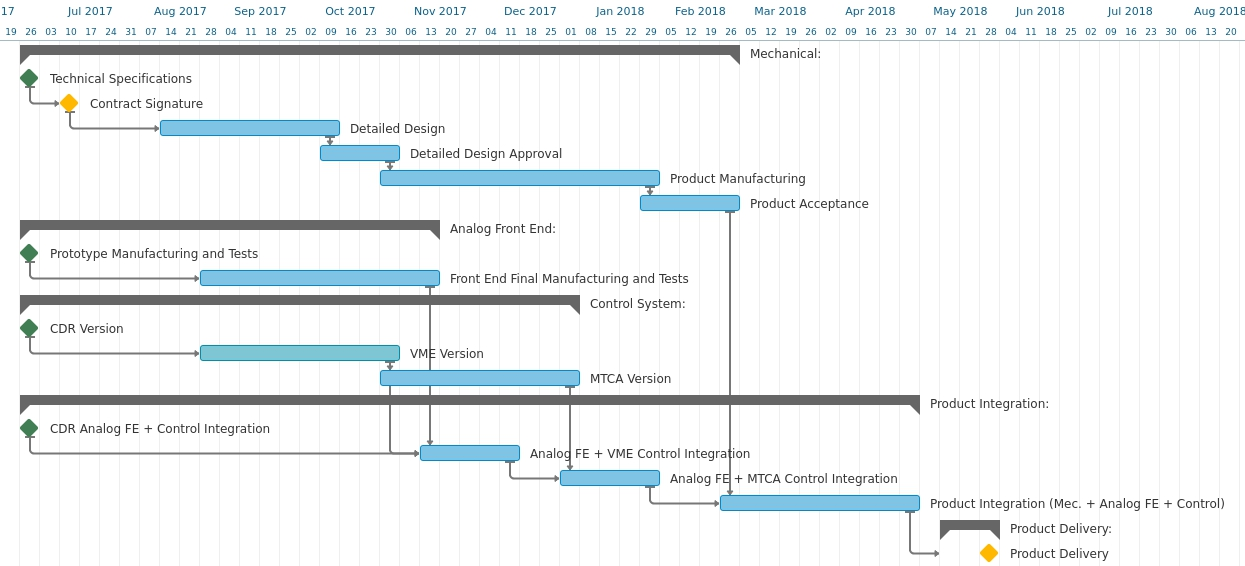 17 Jul 2017 Aug 2017 Sep 2017 Oct 2017 Nov 2017 Dec 2017 Jan 2018 Feb 2018 Mar 2018 Apr 2018 May 2018 Jun 2018 Jul 2018 Aug 2018
19 26 03 10 17 24 31 07 14 21 28 04 11 18 25 02 09 16 23 30 06 13 20 27 04 11 18 25 01 08 15 22 29 05 12 19 26 05 12 19 26 02 09 16 23 30 07 14 21 28 04 11 18 25 02 09 16 23 30 06 13 20
Mechanical:
Technical Specifications
Contract Signature
Detailed Design
Detailed Design Approval
Product Manufacturing
Product Acceptance
Analog Front End:
Prototype Manufacturing and Tests
Front End Final Manufacturing and Tests
Control System:
CDR Version
VME Version
MTCA Version
Product Integration:
CDR Analog FE + Control Integration
Analog FE + VME Control Integration
Analog FE + MTCA Control Integration
Product Integration (Mec. + Analog FE + Control)
Product Delivery:
Product Delivery